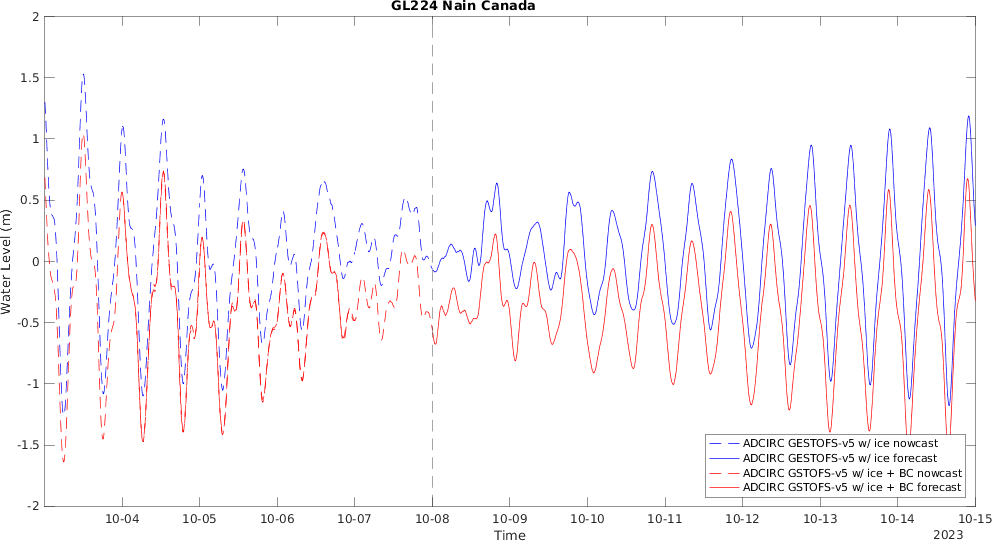 GL224 Nain Canada
2
1.5
1
0.5
0
-0.5
-1
-1.5
-2
Water Level (m)
10-04 10-05 10-06 10-07 10-08 10-09 10-10 10-11 10-12 10-13 10-14 10-15
Time
2023
ADCIRC GESTOFS-v5 w/ ice nowcast
ADCIRC GESTOFS-v5 w/ ice forecast
ADCIRC GSTOFS-v5 w/ ice + BC nowcast
ADCIRC GSTOFS-v5 w/ ice + BC forecast